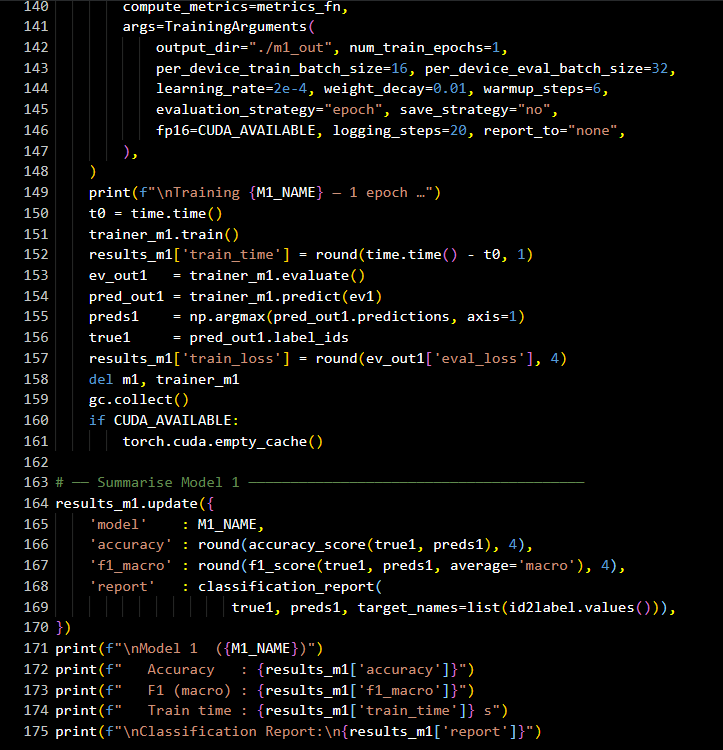 140         compute_metrics=metrics_fn,
141         args=TrainingArguments(
142             output_dir="./m1_out", num_train_epochs=1,
143             per_device_train_batch_size=16, per_device_eval_batch_size=32,
144             learning_rate=2e-4, weight_decay=0.01, warmup_steps=6,
145             evaluation_strategy="epoch", save_strategy="no",
146             fp16=CUDA_AVAILABLE, logging_steps=20, report_to="none",
147         ),
148     )
149     print(f"\nTraining {M1_NAME} — 1 epoch …")
150     t0 = time.time()
151     trainer_m1.train()
152     results_m1['train_time'] = round(time.time() - t0, 1)
153     ev_out1   = trainer_m1.evaluate()
154     pred_out1 = trainer_m1.predict(ev1)
155     preds1    = np.argmax(pred_out1.predictions, axis=1)
156     true1     = pred_out1.label_ids
157     results_m1['train_loss'] = round(ev_out1['eval_loss'], 4)
158     del m1, trainer_m1
159     gc.collect()
160     if CUDA_AVAILABLE:
161         torch.cuda.empty_cache()
162
163 # —— Summarise Model 1 ————————————————————————————————————————
164 results_m1.update({
165     'model'    : M1_NAME,
166     'accuracy' : round(accuracy_score(true1, preds1), 4),
167     'f1_macro' : round(f1_score(true1, preds1, average='macro'), 4),
168     'report'   : classification_report(
169                      true1, preds1, target_names=list(id2label.values())),
170 })
171 print(f"\nModel 1  ({M1_NAME})")
172 print(f"   Accuracy   : {results_m1['accuracy']}")
173 print(f"   F1 (macro) : {results_m1['f1_macro']}")
174 print(f"   Train time : {results_m1['train_time']} s")
175 print(f"\nClassification Report:\n{results_m1['report']}")